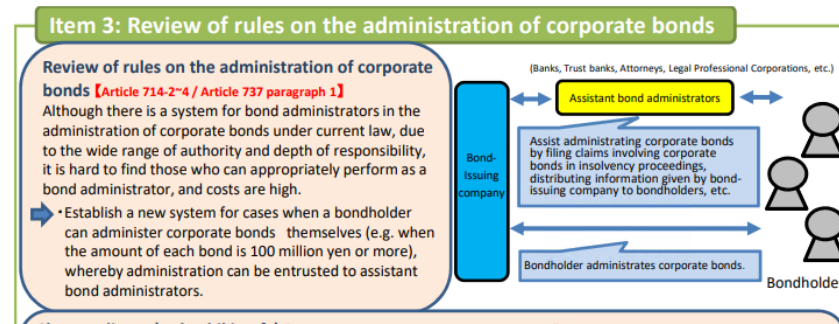 Item 3: Review of rules on the administration of corporate bonds
Review of rules on the administration of corporate
bonds【Article 714-2~4 / Article 737 paragraph 1】
Although there is a system for bond administrators in the
administration of corporate bonds under current law, due
to the wide range of authority and depth of responsibility,
it is hard to find those who can appropriately perform as a
bond administrator, and costs are high.
・Establish a new system for cases when a bondholder
can administer corporate bonds themselves (e.g. when
the amount of each bond is 100 million yen or more),
whereby administration can be entrusted to assistant
bond administrators.
(Banks, Trust banks, Attorneys, Legal Professional Corporations, etc.)
Assistant bond administrators
Bond-
Issuing
company
Assist administrating corporate bonds
by filing claims involving corporate
bonds in insolvency proceedings,
distributing information given by bond-
issuing company to bondholders, etc.
Bondholder administrates corporate bonds.
Bondholde